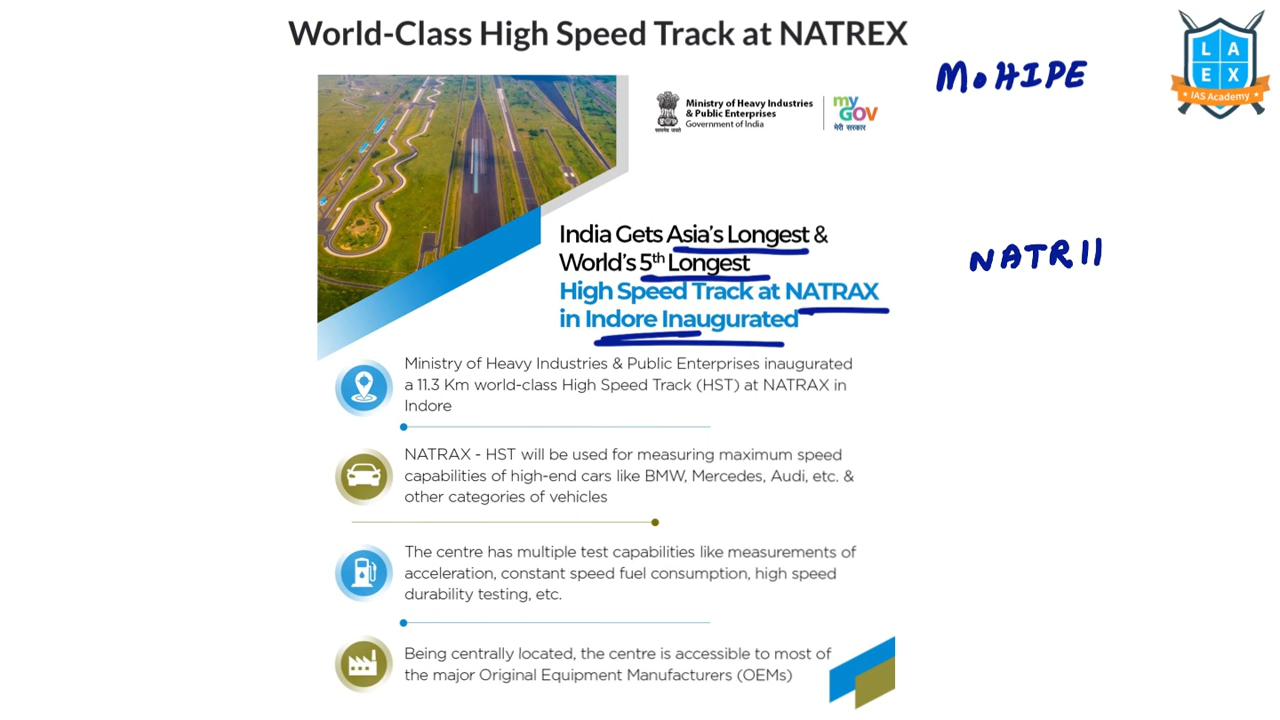 World-Class High Speed Track at NATREX
MOHIPE
L A
E X
IAS Academy
सत्यमेव जयते
Ministry of Heavy Industries
& Public Enterprises
Government of India
my
GOV
मेरी सरकार
India Gets Asia's Longest &
World's 5th Longest
High Speed Track at NATRAX
in Indore Inaugurated
NATRII
Ministry of Heavy Industries & Public Enterprises inaugurated
a 11.3 Km world-class High Speed Track (HST) at NATRAX in
Indore
NATRAX - HST will be used for measuring maximum speed
capabilities of high-end cars like BMW, Mercedes, Audi, etc. &
other categories of vehicles
The centre has multiple test capabilities like measurements of
acceleration, constant speed fuel consumption, high speed
durability testing, etc.
Being centrally located, the centre is accessible to most of
the major Original Equipment Manufacturers (OEMs)